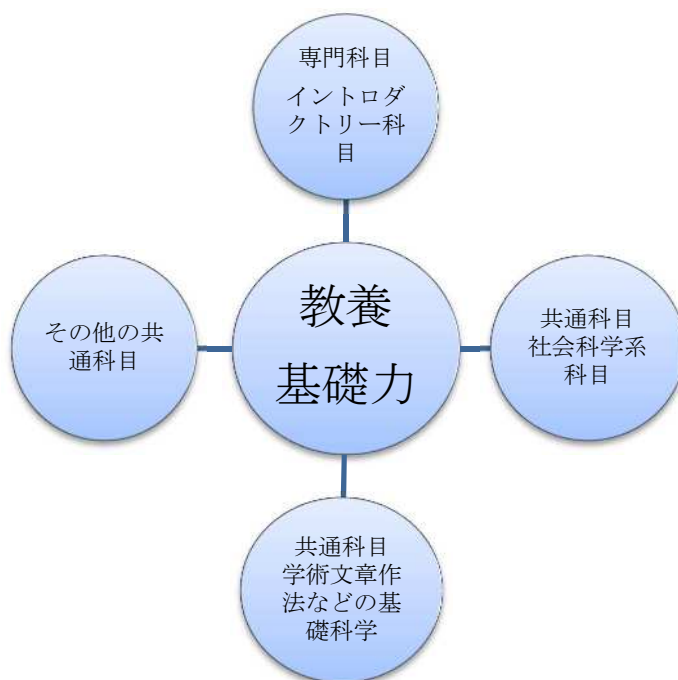 専門科目
イントロダ
クトリー科
目
教養
基礎力
その他の共
通科目
共通科目
社会科学系
科目
共通科目
学術文章作
法などの基
礎科学